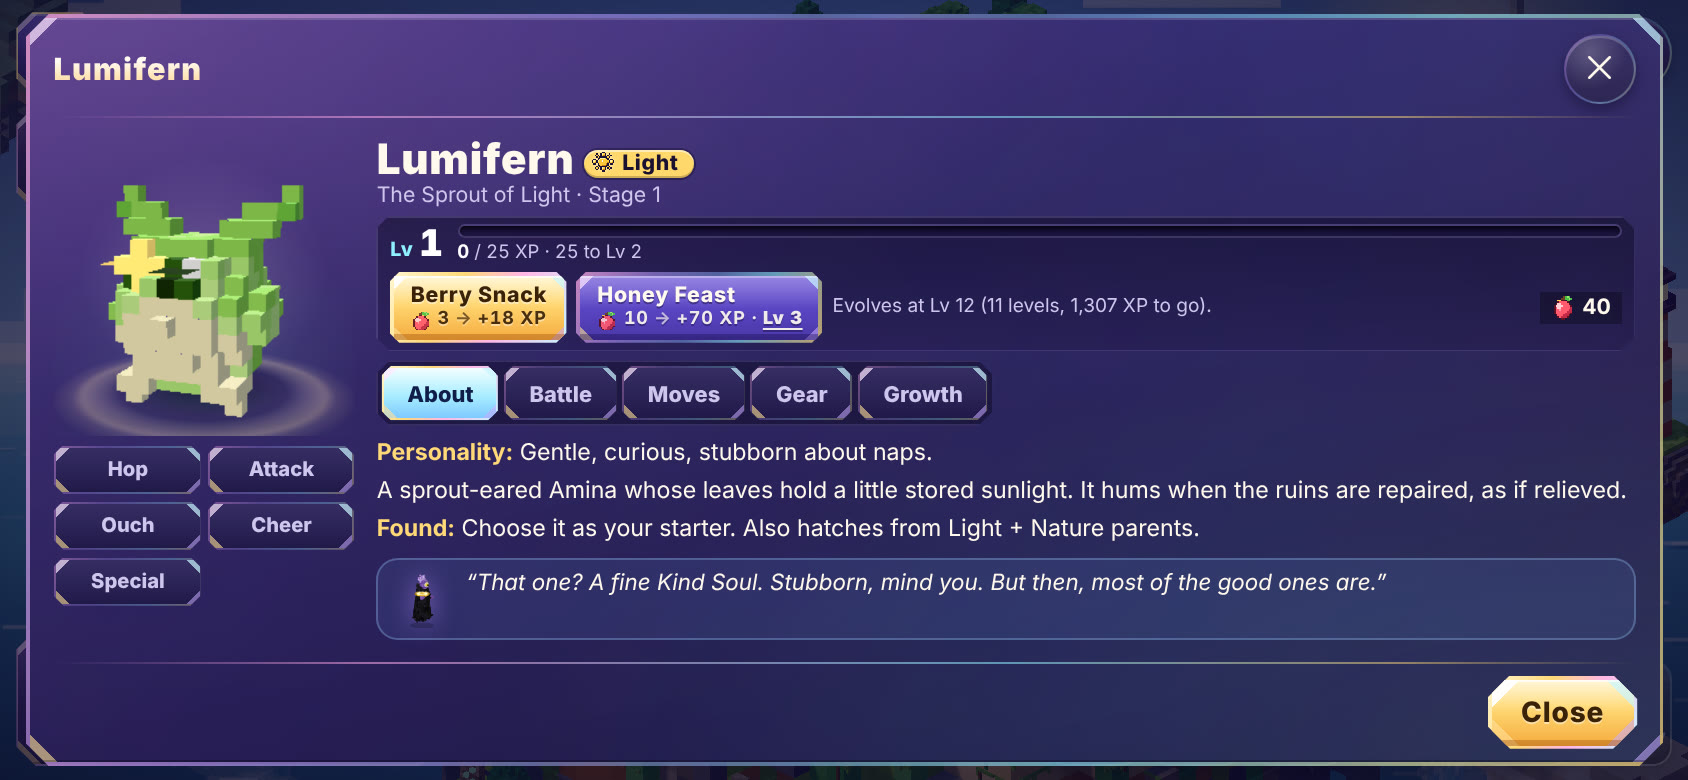 Lumifern
Lumifern Light
The Sprout of Light · Stage 1
Lv 1 0 / 25 XP · 25 to Lv 2
Berry Snack
3 → +18 XP
Honey Feast
10 → +70 XP · Lv 3
Evolves at Lv 12 (11 levels, 1,307 XP to go).
40
About Battle Moves Gear Growth
Hop Attack
Ouch Cheer
Special
Personality: Gentle, curious, stubborn about naps.
A sprout-eared Amina whose leaves hold a little stored sunlight. It hums when the ruins are repaired, as if relieved.
Found: Choose it as your starter. Also hatches from Light + Nature parents.
“That one? A fine Kind Soul. Stubborn, mind you. But then, most of the good ones are.”
Close